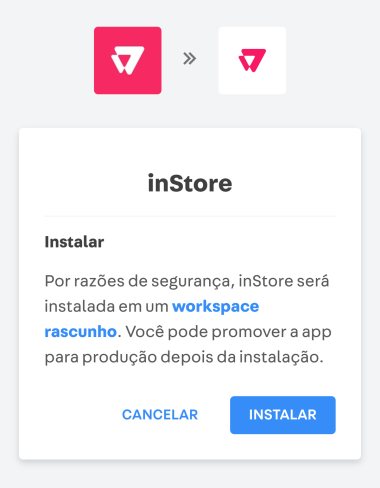 inStore
Instalar
Por razões de segurança, inStore será
instalada em um workspace
rascunho. Você pode promover a app
para produção depois da instalação.
CANCELAR INSTALAR